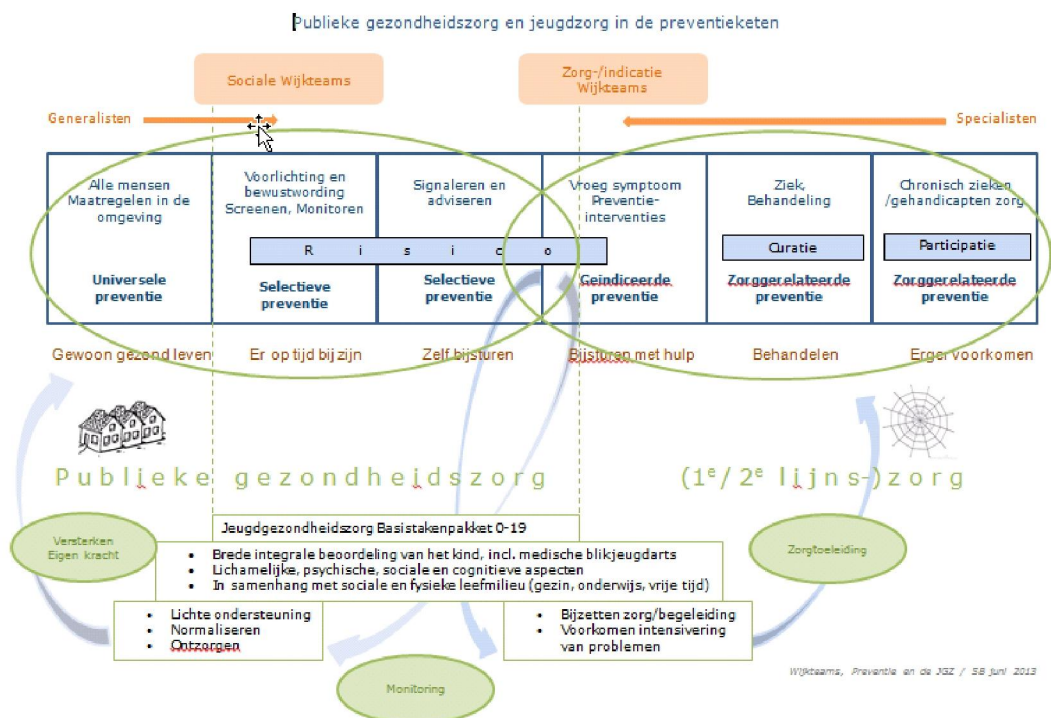 Publieke gezondheidszorg en jeugdzorg in de preventieketen
Sociale Wijkteams
Zorg-/indicatie
Wijkteams
Generalisten
Specialisten
Alle mensen
Maatregelen in de
omgeving
Universele
preventie
Voorlichting en
bewustwording
Screenen, Monitoren
Selectieve
preventie
Signaleren en
adviseren
Selectieve
preventie
Vroeg symptoom
Preventie-
interventies
Geïndiceerde
preventie
Ziek,
Behandeling
Curatie
Zorggerelateerde
preventie
Chronisch zieken
/gehandicapten zorg
Participatie
Zorggerelateerde
preventie
R i s i c o
Gewoon gezond leven
Er op tijd bij zijn
Zelf bijsturen
Bijsturen met hulp
Behandelen
Erger voorkomen
Publieke gezondheidszorg
(1e/ 2e lijns-)zorg
Versterken
Eigen kracht
Jeugdgezondheidszorg Basistakenpakket 0-19
• Brede integrale beoordeling van het kind, incl. medische blikjeugdarts
• Lichamelijke, psychische, sociale en cognitieve aspecten
• In samenhang met sociale en fysieke leefmilieu (gezin, onderwijs, vrije tijd)
Zorgtoeleiding
• Lichte ondersteuning
• Normaliseren
• Ontzorgen
• Bijzetten zorg/begeleiding
• Voorkomen intensivering
van problemen
Monitoring
Wijkteams, Preventie en de JGZ / SB juni 2013